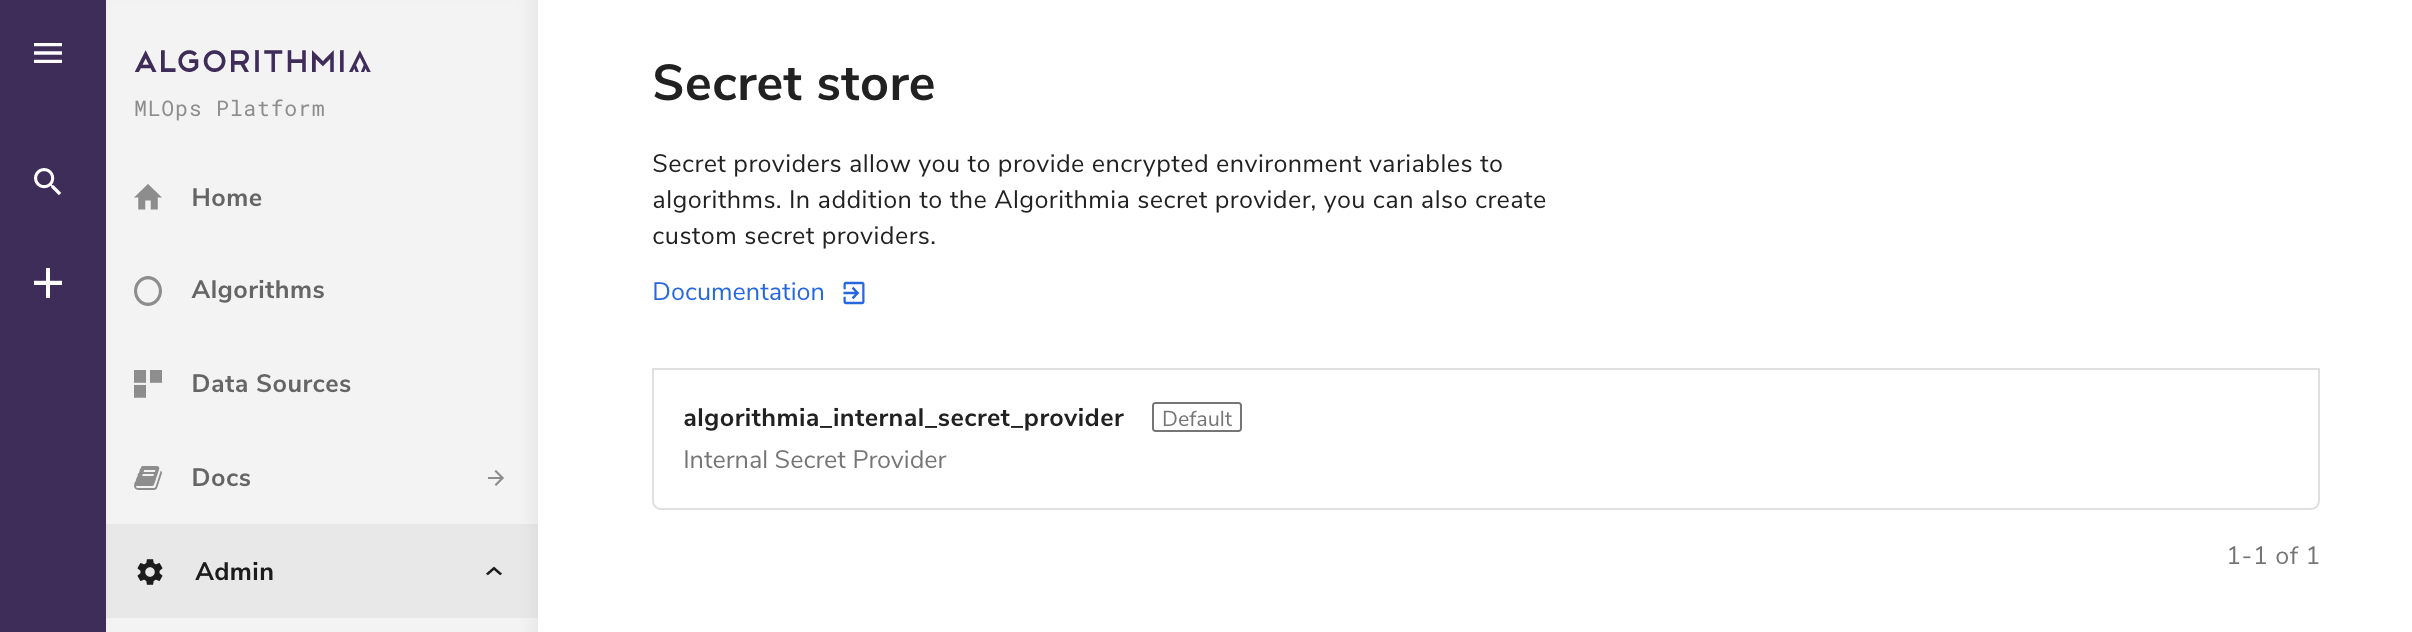 ALGORITHMIA
MLOps Platform
Home
Algorithms
Data Sources
Docs
Admin
Secret store
Secret providers allow you to provide encrypted environment variables to
algorithms. In addition to the Algorithmia secret provider, you can also create
custom secret providers.
Documentation
algorithmia_internal_secret_provider Default
Internal Secret Provider
1-1 of 1